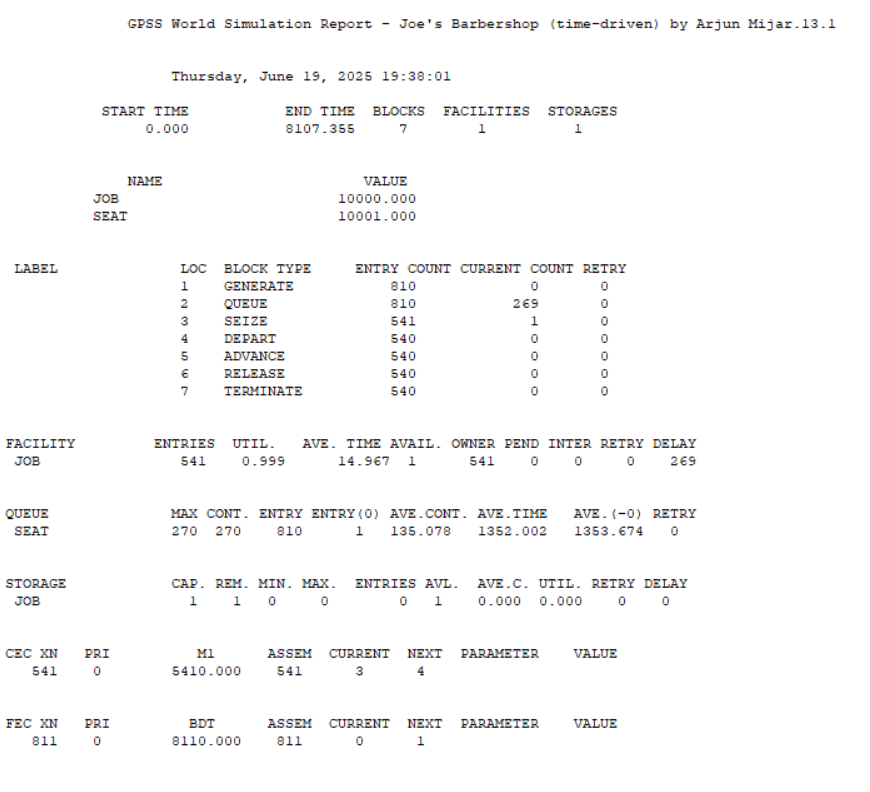 GPSS World Simulation Report - Joe's Barbershop (time-driven) by Arjun Mijar.13.1
Thursday, June 19, 2025 19:38:01
START TIME END TIME BLOCKS FACILITIES STORAGES
0.000 8107.355 7 1 1
NAME VALUE
JOB 10000.000
SEAT 10001.000
LABEL LOC BLOCK TYPE ENTRY COUNT CURRENT COUNT RETRY
1 GENERATE 810 0 0
2 QUEUE 810 269 0
3 SEIZE 541 1 0
4 DEPART 540 0 0
5 ADVANCE 540 0 0
6 RELEASE 540 0 0
7 TERMINATE 540 0 0
FACILITY ENTRIES UTIL. AVE. TIME AVAIL. OWNER PEND INTER RETRY DELAY
JOB 541 0.999 14.967 1 541 0 0 0 269
QUEUE MAX CONT. ENTRY ENTRY(0) AVE.CONT. AVE.TIME AVE.(-0) RETRY
SEAT 270 270 810 1 135.078 1352.002 1353.674 0
STORAGE CAP. REM. MIN. MAX. ENTRIES AVL. AVE.C. UTIL. RETRY DELAY
JOB 1 1 0 0 0 1 0.000 0.000 0 0
CEC XN PRI M1 ASSEM CURRENT NEXT PARAMETER VALUE
541 0 5410.000 541 3 4
FEC XN PRI BDT ASSEM CURRENT NEXT PARAMETER VALUE
811 0 8110.000 811 0 1